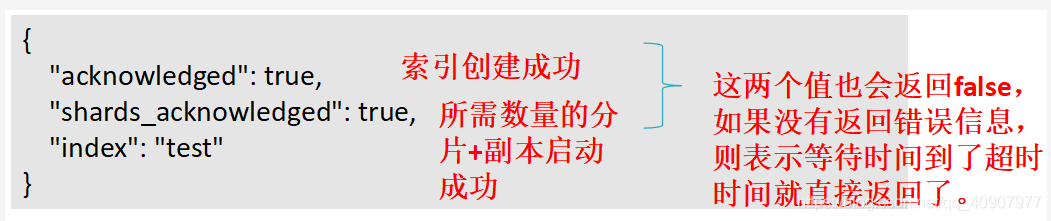 {
"acknowledged": true,
"shards_acknowledged": true,
"index": "test"
}
索引创建成功
所需数量的分
片+副本启动
成功
这两个值也会返回false，
如果没有返回错误信息，
则表示等待时间到了超时
时间就直接返回了。